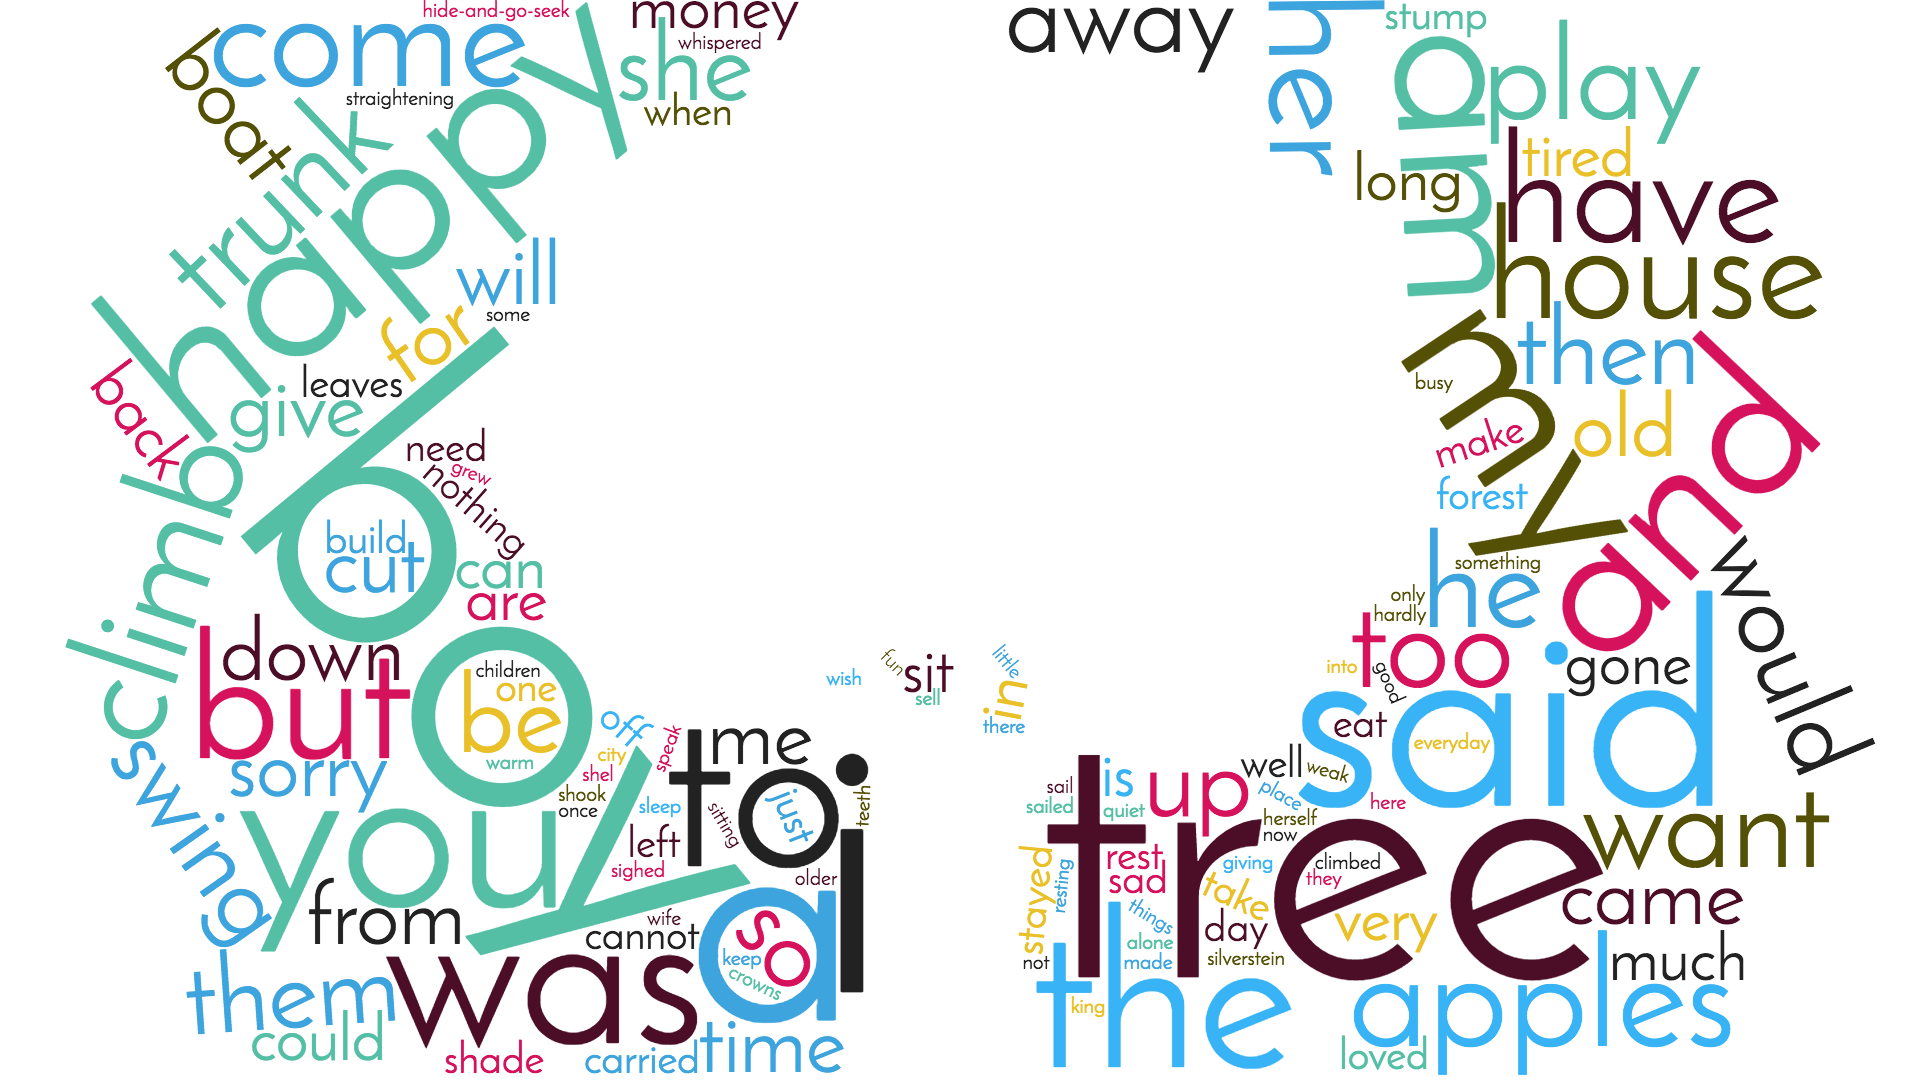 hide-and-go-seek
money
come
whispered
boat
straightening
she
when
happy
trunk
will
some
for
leaves
back
give
boy
need
grew
nothing
climb
build
cut
can
are
down
but
children
one
be
warm
off
city
speak
shel
shook
once
sorry
swing
you
sleep
left
sighed
me
to
just
sitting
teeth
i
older
from
wife
cannot
a
so
keep
crowns
them
was
could
shade
carried
time
away
her
stump
am
play
tired
long
have
house
my
then
busy
old
make
and
forest
something
he
only
hardly
would
too
into
good
gone
said
eat
everyday
wish
fun
sit
sell
little
in
there
sail
sailed
is
quiet
up
well
weak
place
herself
now
here
tree
want
stayed
resting
rest
sad
giving
take
climbed
they
things
day
very
came
not
alone
made
silverstein
much
the
king
apples
loved